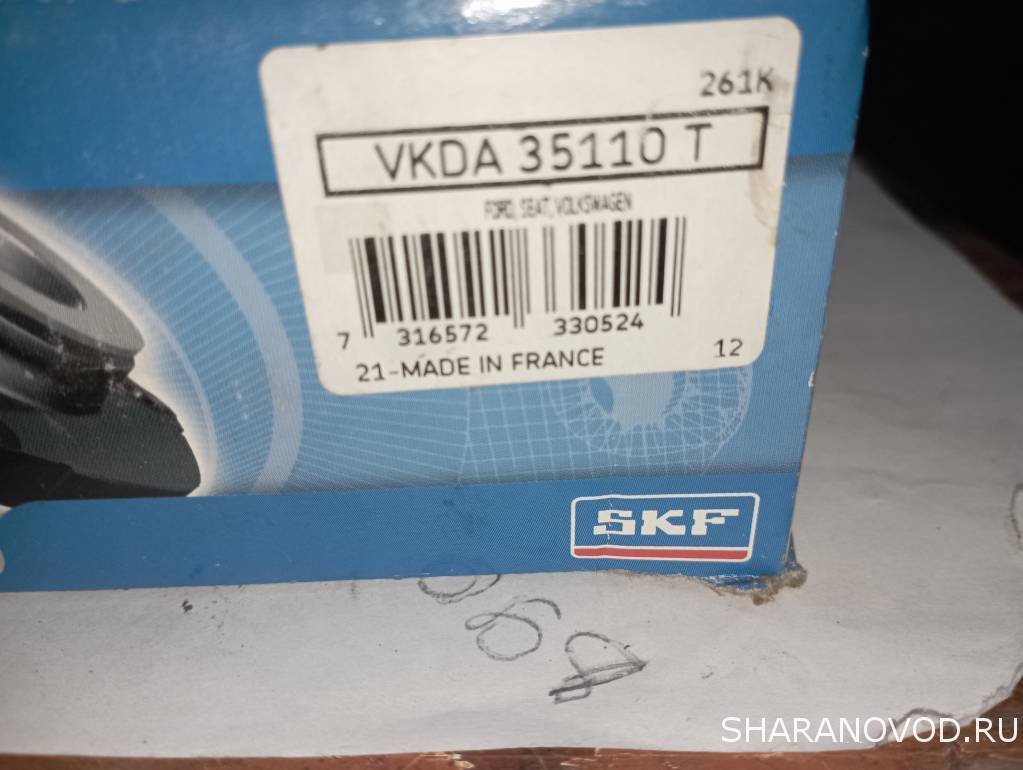 261K
VKDA 35110 T
FORD, SEAT, VOLKSWAGEN
7 316572 330524
21-MADE IN FRANCE 12
SKF
SHARANOVOD.RU